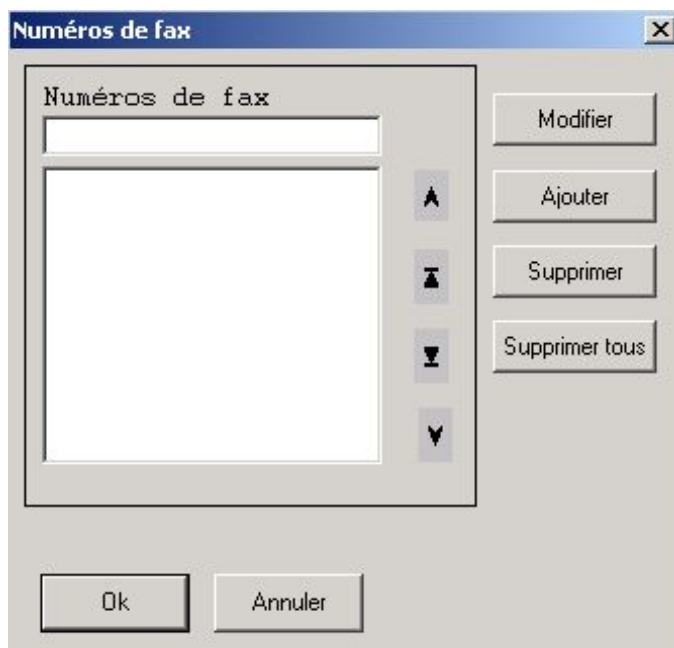 Numéros de fax
Numéros de fax
Modifier
Ajouter
Supprimer
Supprimer tous
Ok
Annuler